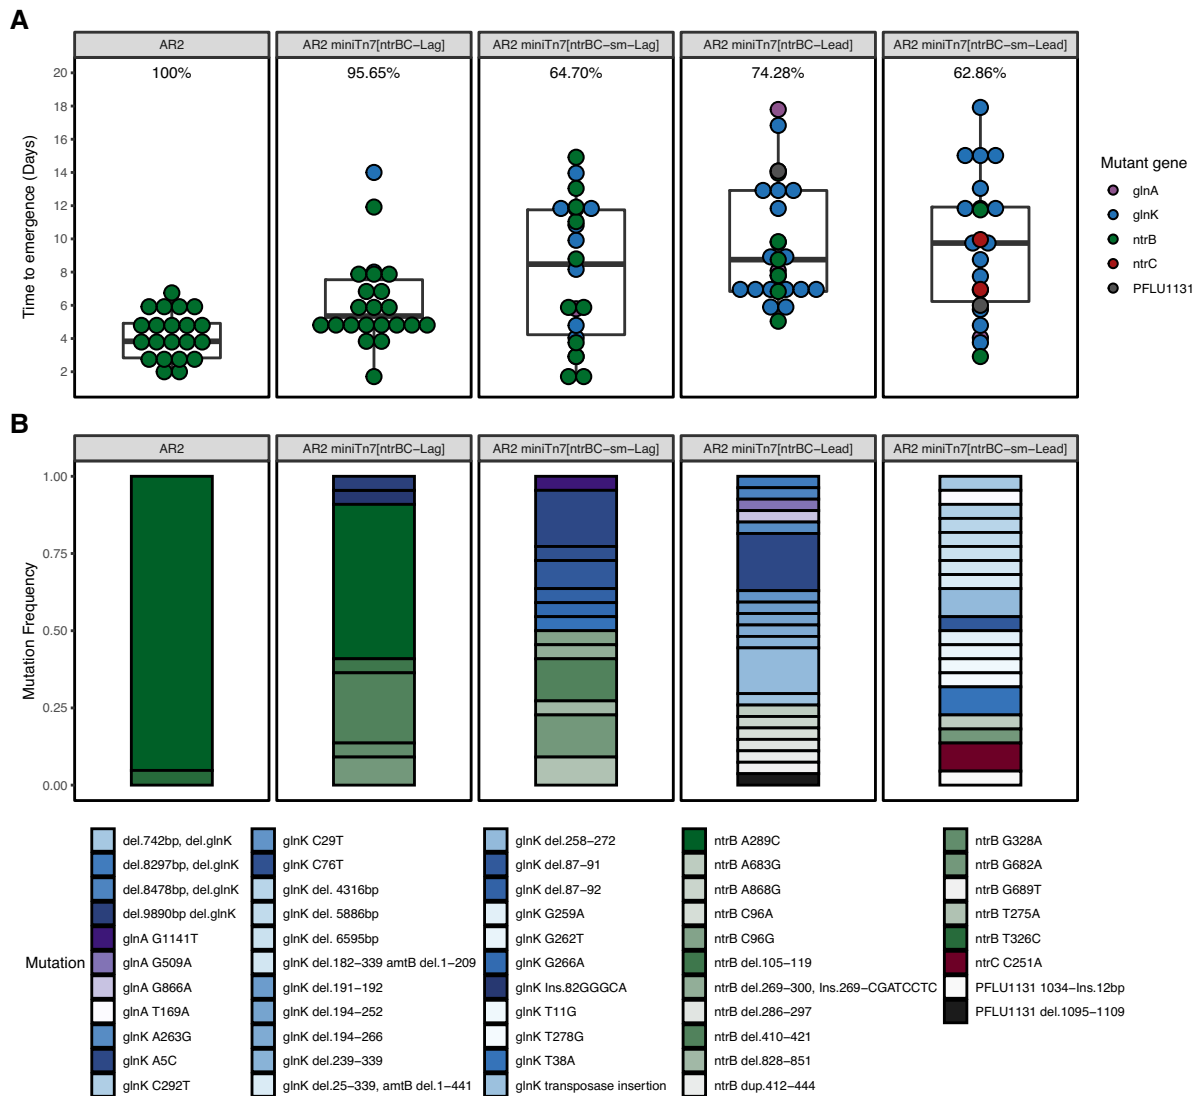 A
AR2
AR2 miniTn7[ntrBC−Lag]
AR2 miniTn7[ntrBC−sm−Lag]
AR2 miniTn7[ntrBC−Lead]
AR2 miniTn7[ntrBC−sm−Lead]
100%
95.65%
64.70%
74.28%
62.86%
Time to emergence (Days)
20
18
16
14
12
10
8
6
4
2
Mutant gene
glnA
glnK
ntrB
ntrC
PFLU1131
B
AR2
AR2 miniTn7[ntrBC−Lag]
AR2 miniTn7[ntrBC−sm−Lag]
AR2 miniTn7[ntrBC−Lead]
AR2 miniTn7[ntrBC−sm−Lead]
Mutation Frequency
1.00
0.75
0.50
0.25
0.00
Mutation
del.742bp, del.glnK
del.8297bp, del.glnK
del.8478bp, del.glnK
del.9890bp del.glnK
glnA G1141T
glnA G509A
glnA G866A
glnA T169A
glnK A263G
glnK A5C
glnK C292T
glnK C29T
glnK C76T
glnK del. 4316bp
glnK del. 5886bp
glnK del. 6595bp
glnK del.182−339 amtB del.1−209
glnK del.191−192
glnK del.194−252
glnK del.194−266
glnK del.239−339
glnK del.25−339, amtB del.1−441
glnK del.258−272
glnK del.87−91
glnK del.87−92
glnK G259A
glnK G262T
glnK G266A
glnK Ins.82GGGCA
glnK T11G
glnK T278G
glnK T38A
glnK transposase insertion
ntrB A289C
ntrB A683G
ntrB A868G
ntrB C96A
ntrB C96G
ntrB del.105−119
ntrB del.269−300, Ins.269−CGATCCTC
ntrB del.286−297
ntrB del.410−421
ntrB del.828−851
ntrB dup.412−444
ntrB G328A
ntrB G682A
ntrB G689T
ntrB T275A
ntrB T326C
ntrC C251A
PFLU1131 1034−Ins.12bp
PFLU1131 del.1095−1109